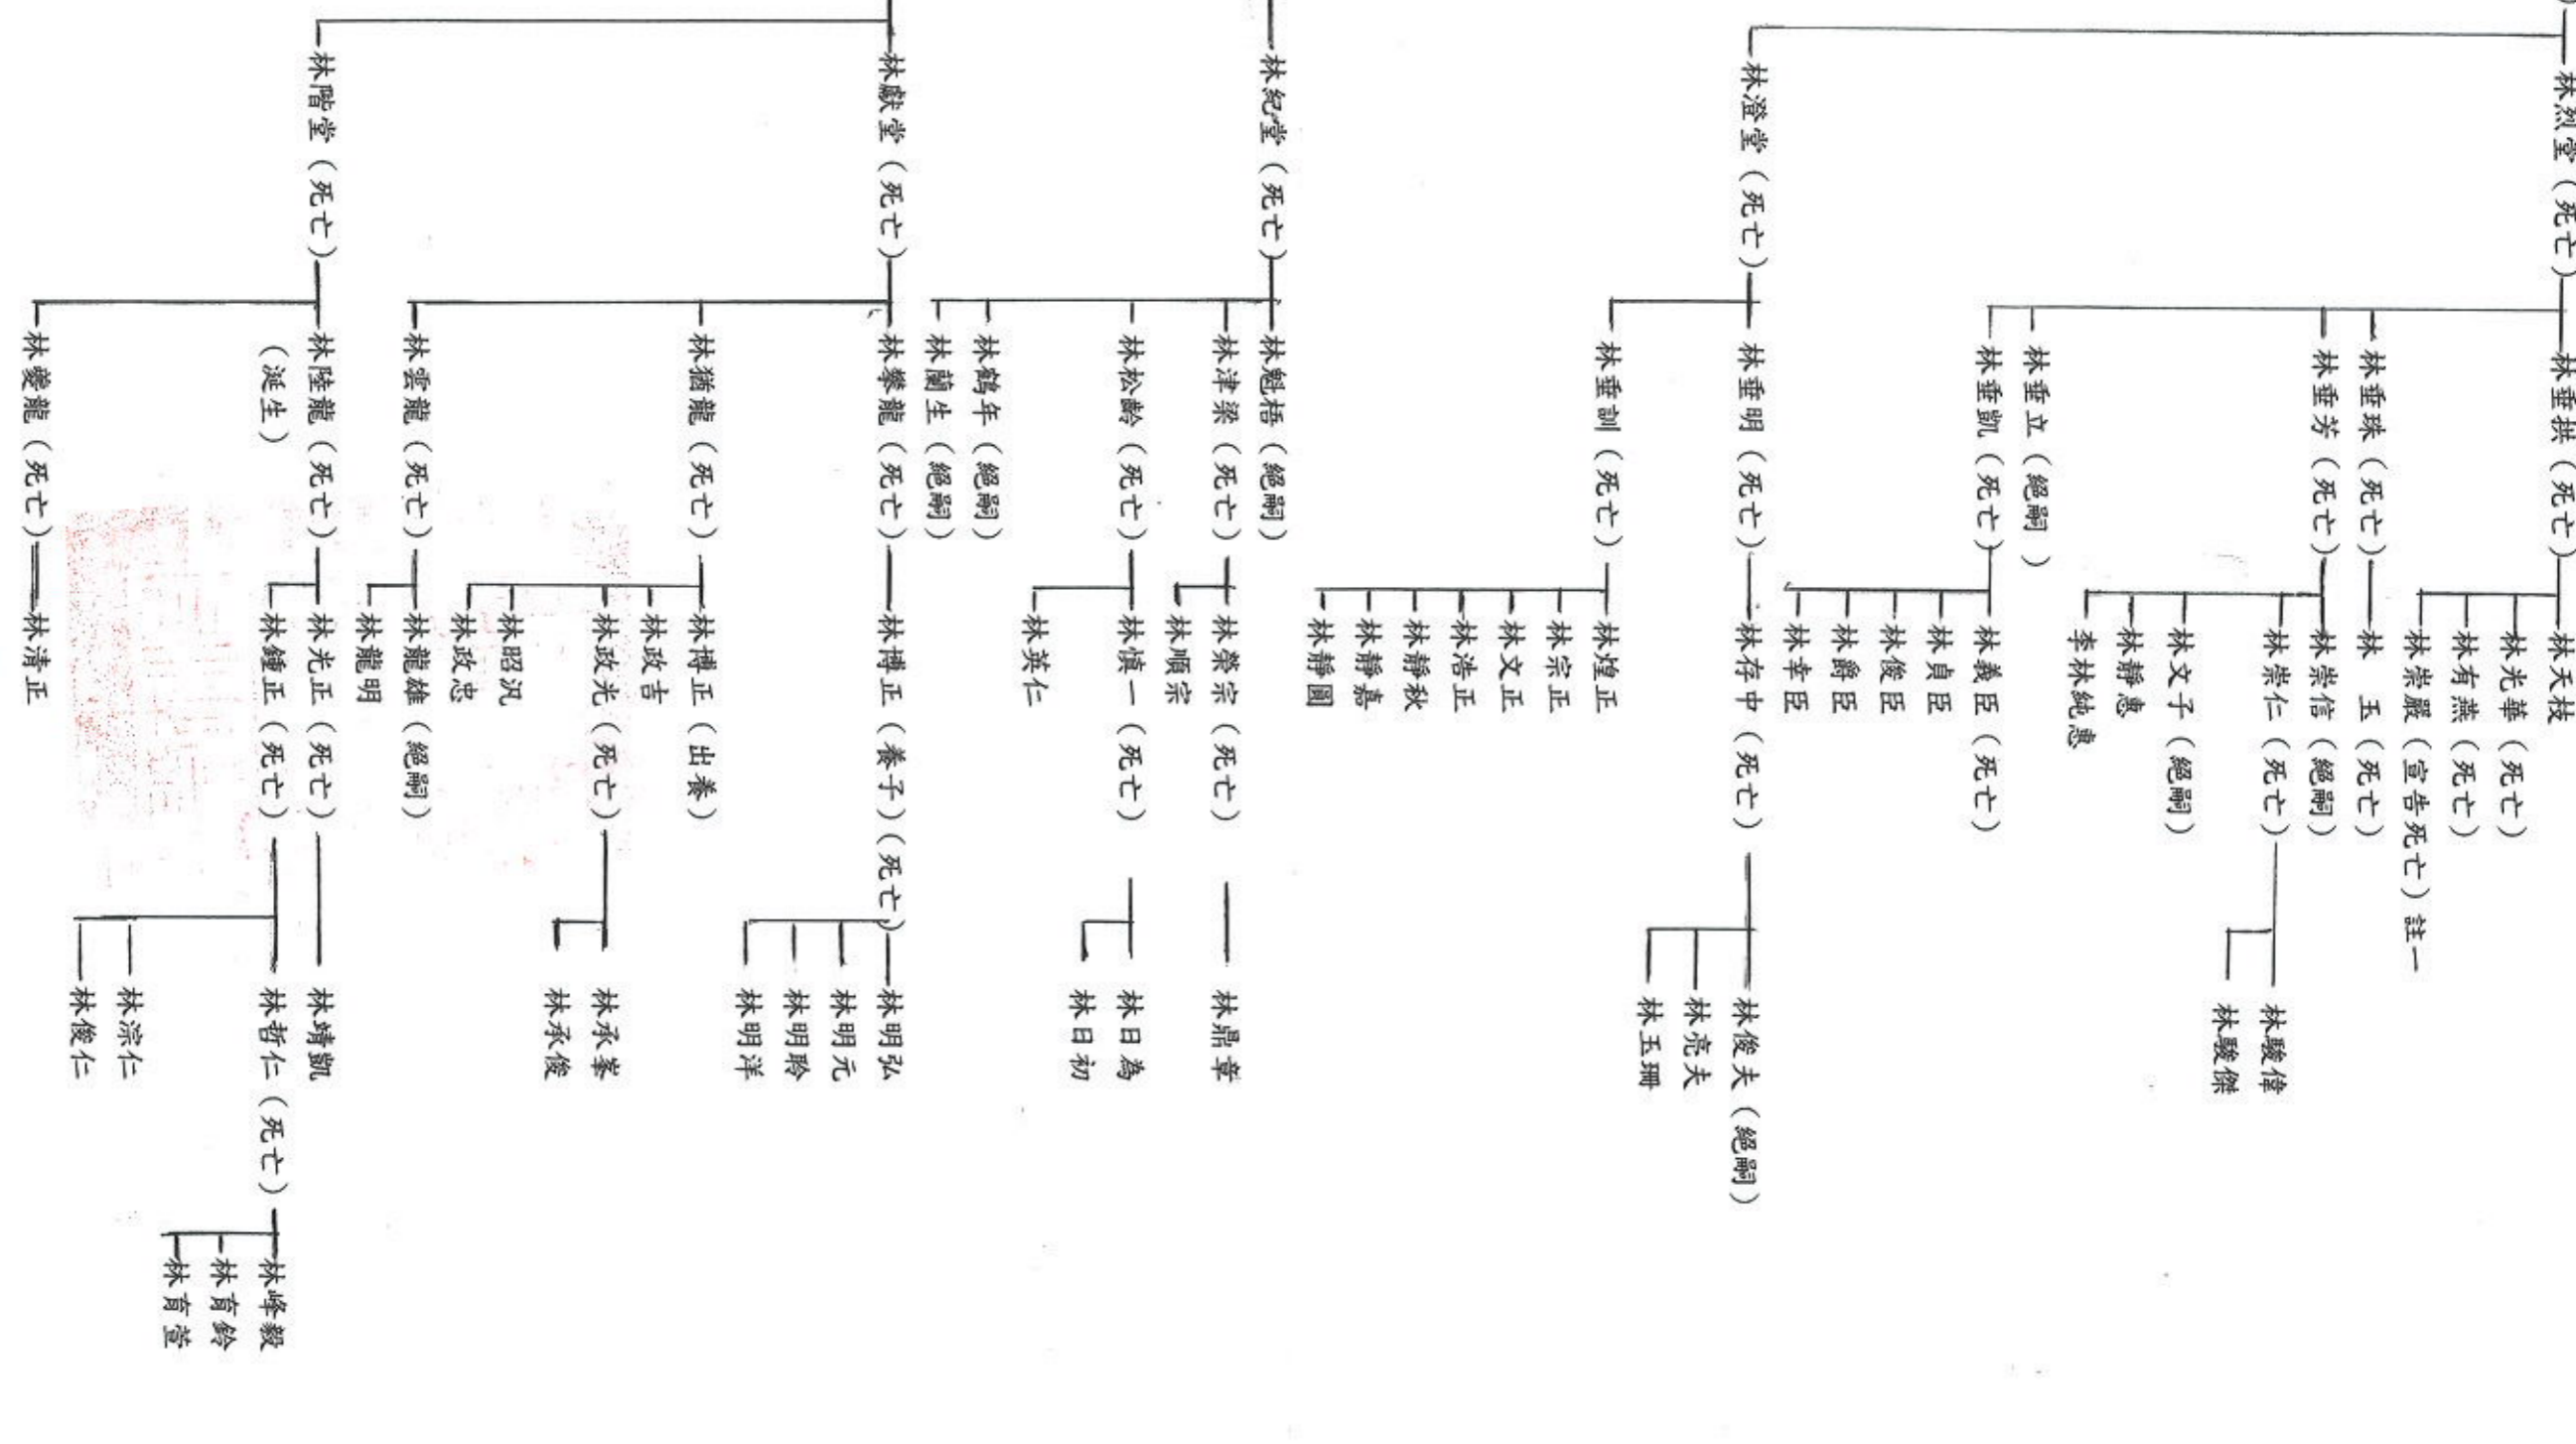 林烈堂（死亡）
林垂拱（死亡）
林天枝
林光華（死亡）
林有燕（死亡）
林崇嚴（宣告死亡）註一
林垂珠（死亡）
林　玉（死亡）
林垂芳（死亡）
林崇信（絕嗣）
林崇仁（死亡）
林駿偉
林駿傑
林文子（絕嗣）
林靜惠
李林純惠
林垂立（絕嗣）
林垂凱（死亡）
林義臣（死亡）
林貞臣
林俊臣
林爵臣
林幸臣
林澄堂（死亡）
林垂明（死亡）
林存中（死亡）
林俊夫（絕嗣）
林亮夫
林玉珊
林垂訓（死亡）
林煌正
林宗正
林文正
林浩正
林靜秋
林靜嘉
林靜圓
林紀堂（死亡）
林魁梧（絕嗣）
林津梁（死亡）
林榮宗（死亡）
林鼎章
林順宗
林松齡（死亡）
林慎一（死亡）
林日為
林日初
林英仁
林鶴年（絕嗣）
林蘭生（絕嗣）
林獻堂（死亡）
林攀龍（死亡）
林博正（養子）（死亡）
林明弘
林明元
林明聆
林明洋
林猶龍（死亡）
林博正（出養）
林政吉
林政光（死亡）
林承峯
林承俊
林昭汎
林政忠
林雲龍（死亡）
林龍雄（絕嗣）
林龍明
林階堂（死亡）
林陸龍（死亡）
（涎生）
林光正（死亡）
林靖凱
林鍾正（死亡）
林哲仁（死亡）
林峰毅
林育鈴
林育萱
林淙仁
林俊仁
林夔龍（死亡）
林清正